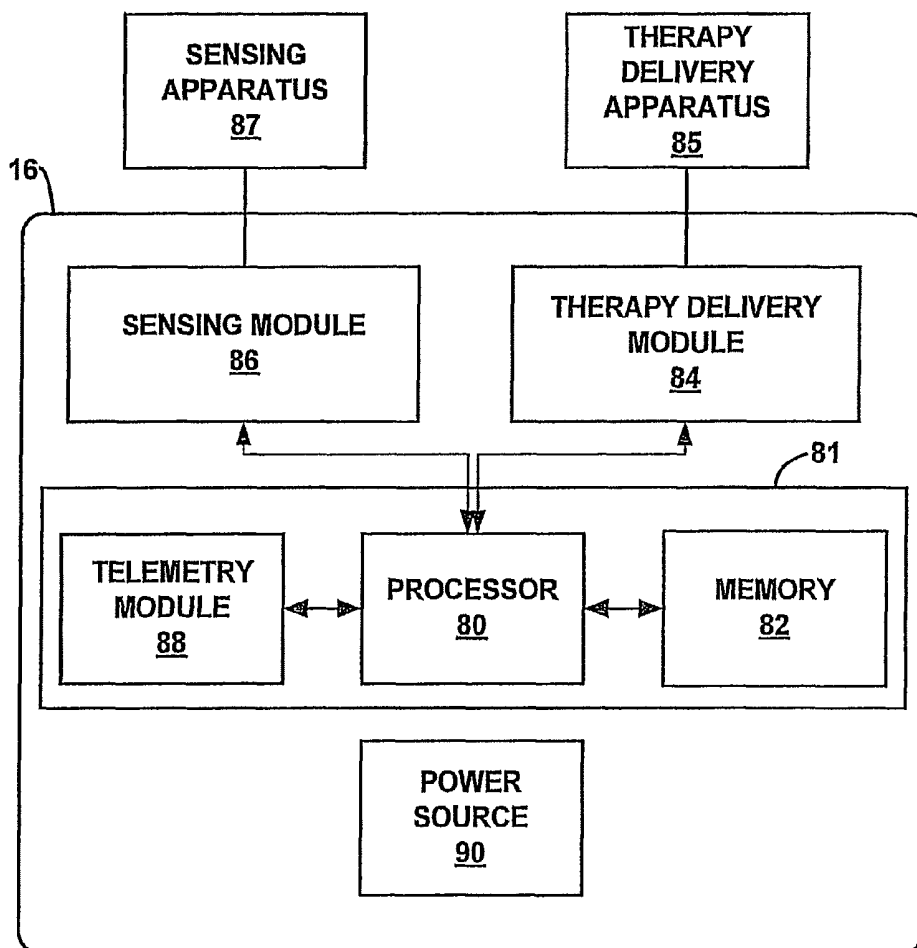 SENSING
APPARATUS
87
THERAPY
DELIVERY
APPARATUS
85
16
SENSING MODULE
86
THERAPY DELIVERY
MODULE
84
81
TELEMETRY
MODULE
88
PROCESSOR
80
MEMORY
82
POWER
SOURCE
90